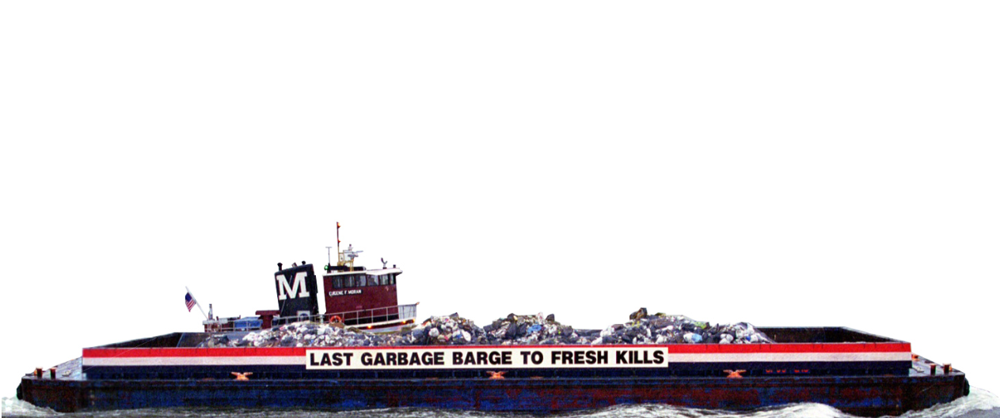 M
EUGENE F MORAN
LAST GARBAGE BARGE TO FRESH KILLS